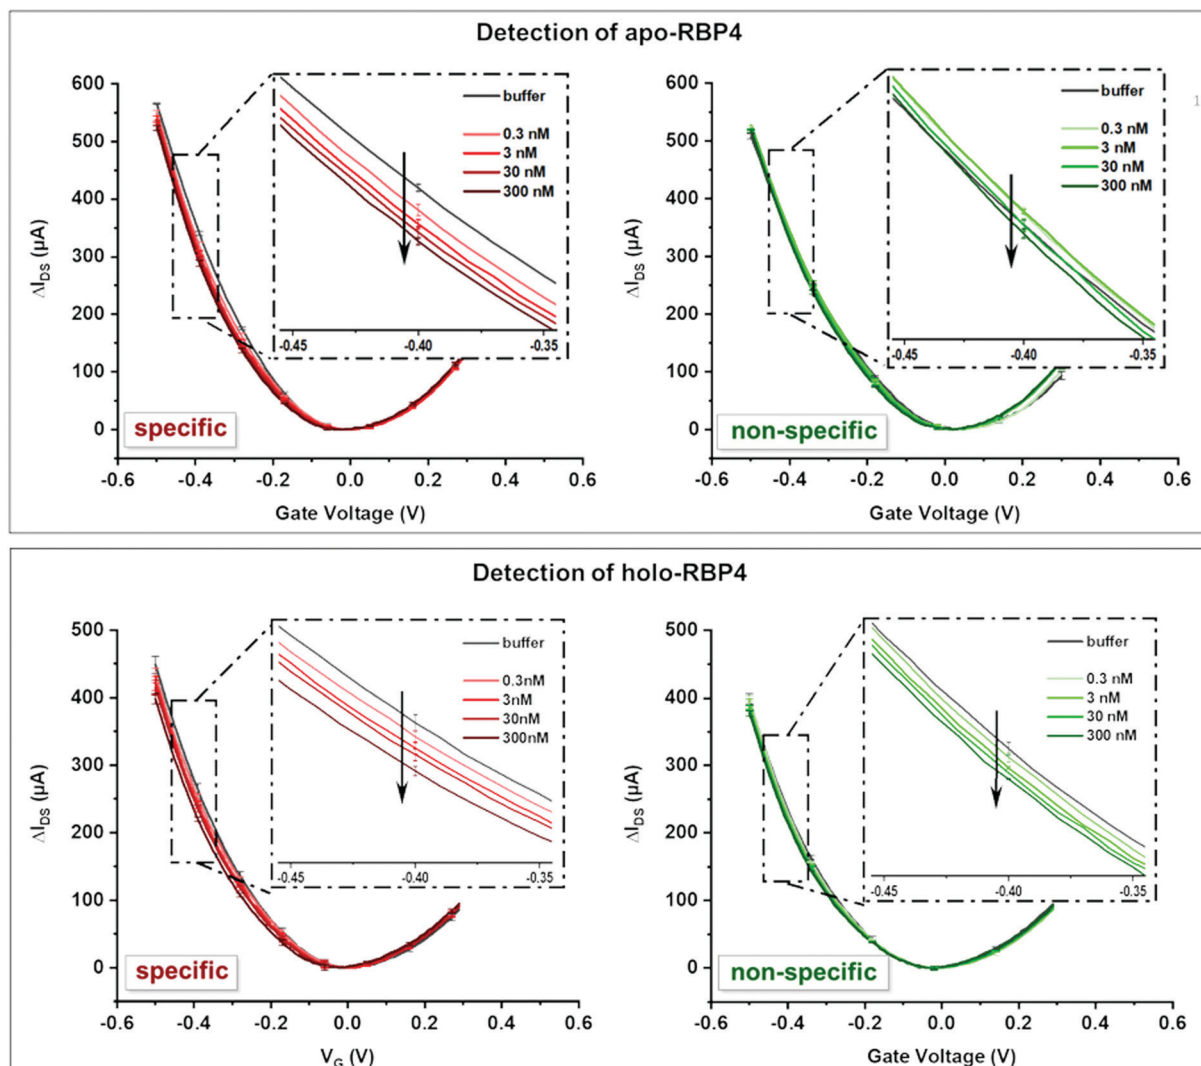 Detection of apo-RBP4
600
500
400
300
200
100
0
ΔI_DS (µA)
buffer
0.3 nM
3 nM
30 nM
300 nM
-0.45
-0.40
-0.35
specific
-0.6
-0.4
-0.2
0.0
0.2
0.4
0.6
Gate Voltage (V)
600
500
400
300
200
100
0
ΔI_DS (µA)
buffer
0.3 nM
3 nM
30 nM
300 nM
-0.45
-0.40
-0.35
non-specific
-0.6
-0.4
-0.2
0.0
0.2
0.4
0.6
Gate Voltage (V)
1
Detection of holo-RBP4
500
400
300
200
100
0
ΔI_DS (µA)
buffer
0.3nM
3nM
30nM
300nM
-0.45
-0.40
-0.35
specific
-0.6
-0.4
-0.2
0.0
0.2
0.4
0.6
V_G (V)
500
400
300
200
100
0
ΔI_DS (µA)
buffer
0.3 nM
3 nM
30 nM
300 nM
-0.45
-0.40
-0.35
non-specific
-0.6
-0.4
-0.2
0.0
0.2
0.4
0.6
Gate Voltage (V)